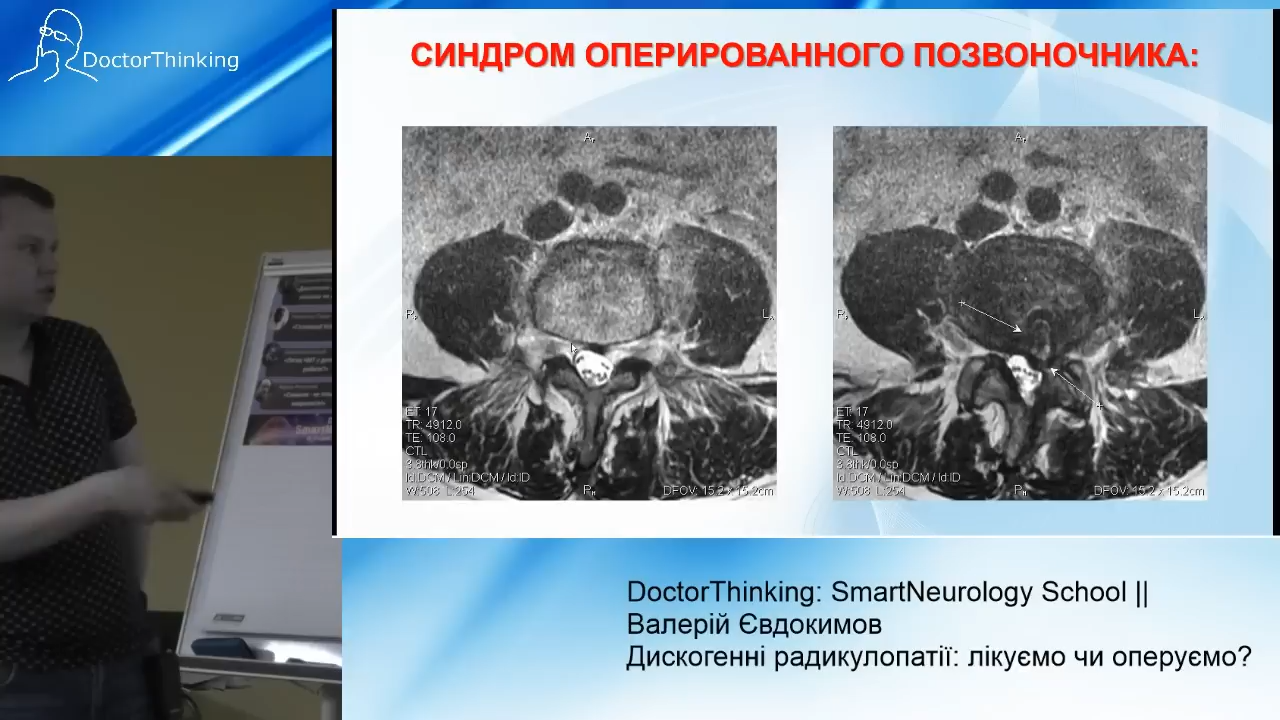 DoctorThinking
СИНДРОМ ОПЕРИРОВАННОГО ПОЗВОНОЧНИКА:
ET: 17
TR: 4912.0
TE: 108.0
CTL
3.8thk/0.0sp
Id:DCM / Lin:DCM / Id:ID
W:508 L:254
DFOV: 15.2 x 15.2cm
ET: 17
TR: 4912.0
TE: 108.0
CTL
3.8thk/0.0sp
Id:DCM / Lin:DCM / Id:ID
W:508 L:254
DFOV: 15.2 x 15.2cm
DoctorThinking: SmartNeurology School ||
Валерій Євдокимов
Дискогенні радикулопатії: лікуємо чи оперуємо?